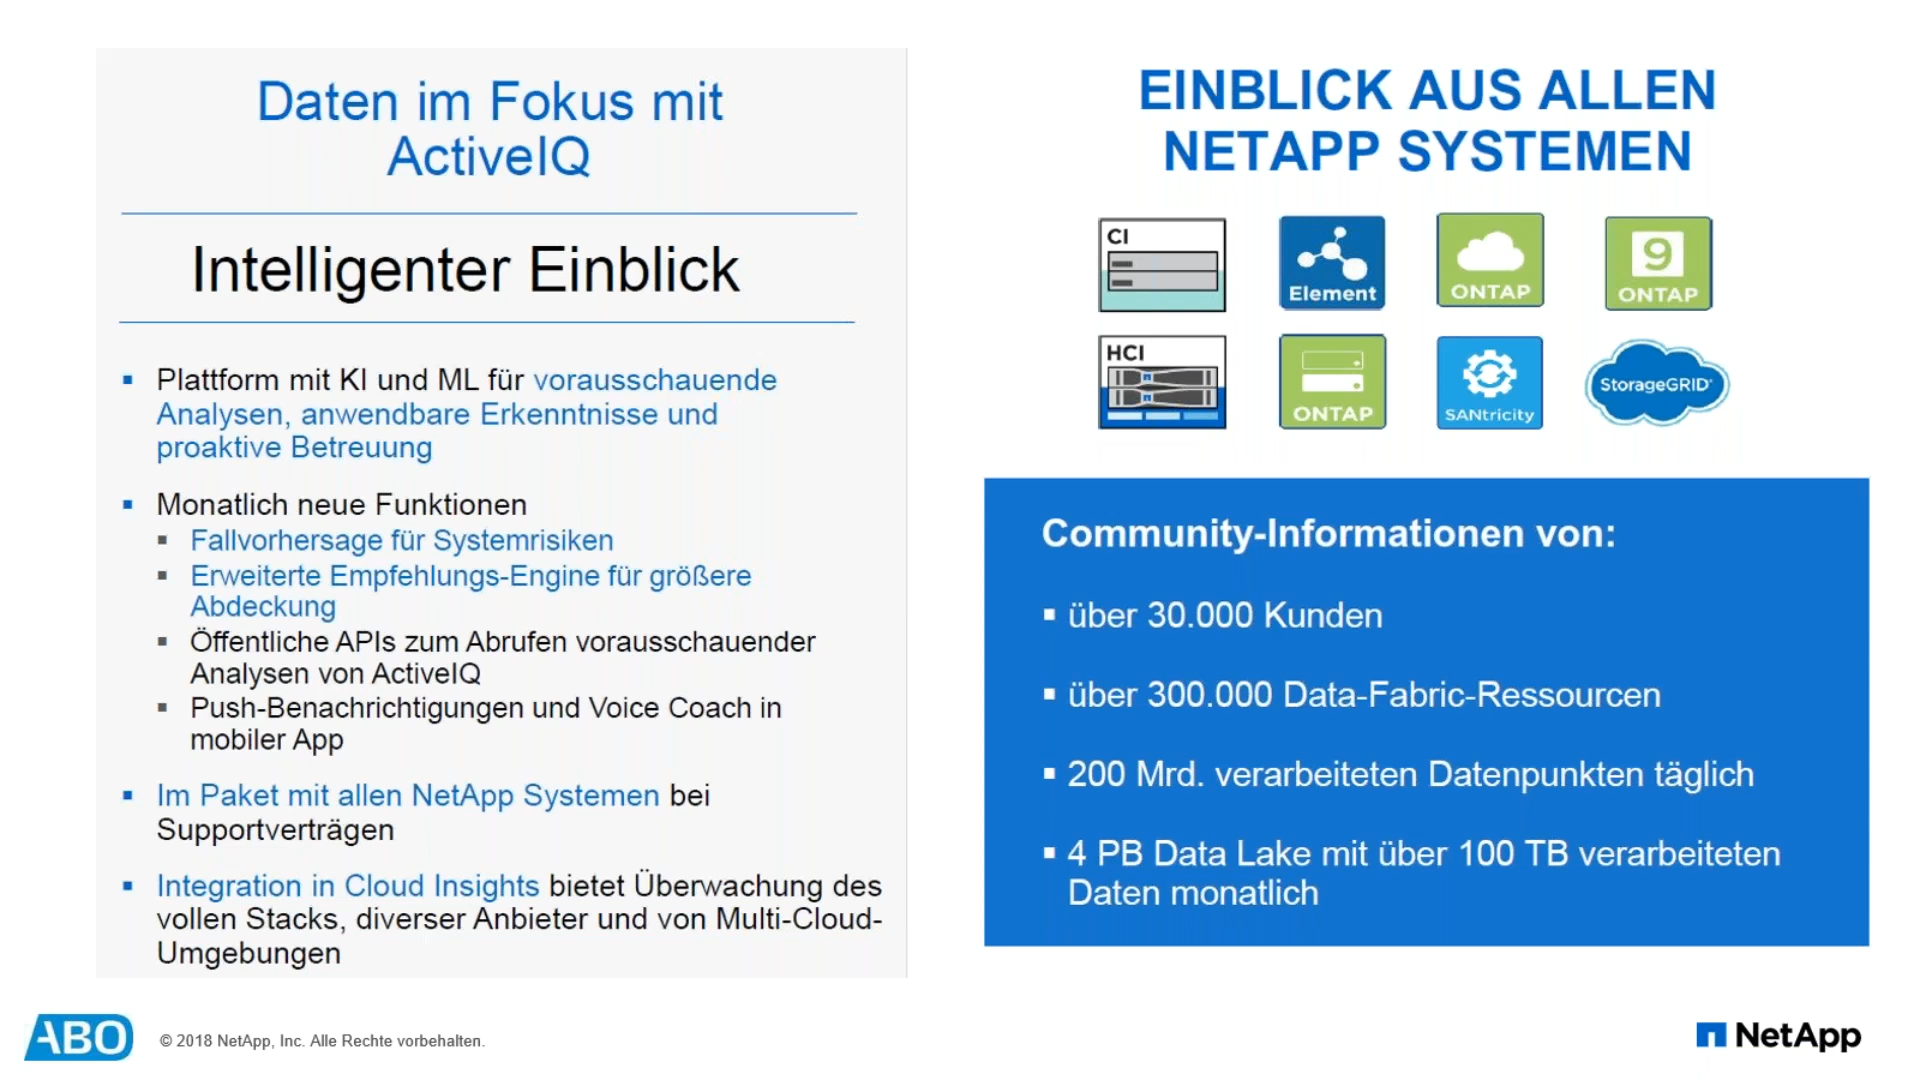 Daten im Fokus mit
ActiveIQ
Intelligenter Einblick
▪ Plattform mit KI und ML für vorausschauende
Analysen, anwendbare Erkenntnisse und
proaktive Betreuung
▪ Monatlich neue Funktionen
▪ Fallvorhersage für Systemrisiken
▪ Erweiterte Empfehlungs-Engine für größere
Abdeckung
▪ Öffentliche APIs zum Abrufen vorausschauender
Analysen von ActiveIQ
▪ Push-Benachrichtigungen und Voice Coach in
mobiler App
▪ Im Paket mit allen NetApp Systemen bei
Supportverträgen
▪ Integration in Cloud Insights bietet Überwachung des
vollen Stacks, diverser Anbieter und von Multi-Cloud-
Umgebungen
EINBLICK AUS ALLEN
NETAPP SYSTEMEN
CI
Element
ONTAP
9
ONTAP
HCI
ONTAP
SANtricity
StorageGRID
Community-Informationen von:
▪ über 30.000 Kunden
▪ über 300.000 Data-Fabric-Ressourcen
▪ 200 Mrd. verarbeiteten Datenpunkten täglich
▪ 4 PB Data Lake mit über 100 TB verarbeiteten
Daten monatlich
ABO
© 2018 NetApp, Inc. Alle Rechte vorbehalten.
NetApp